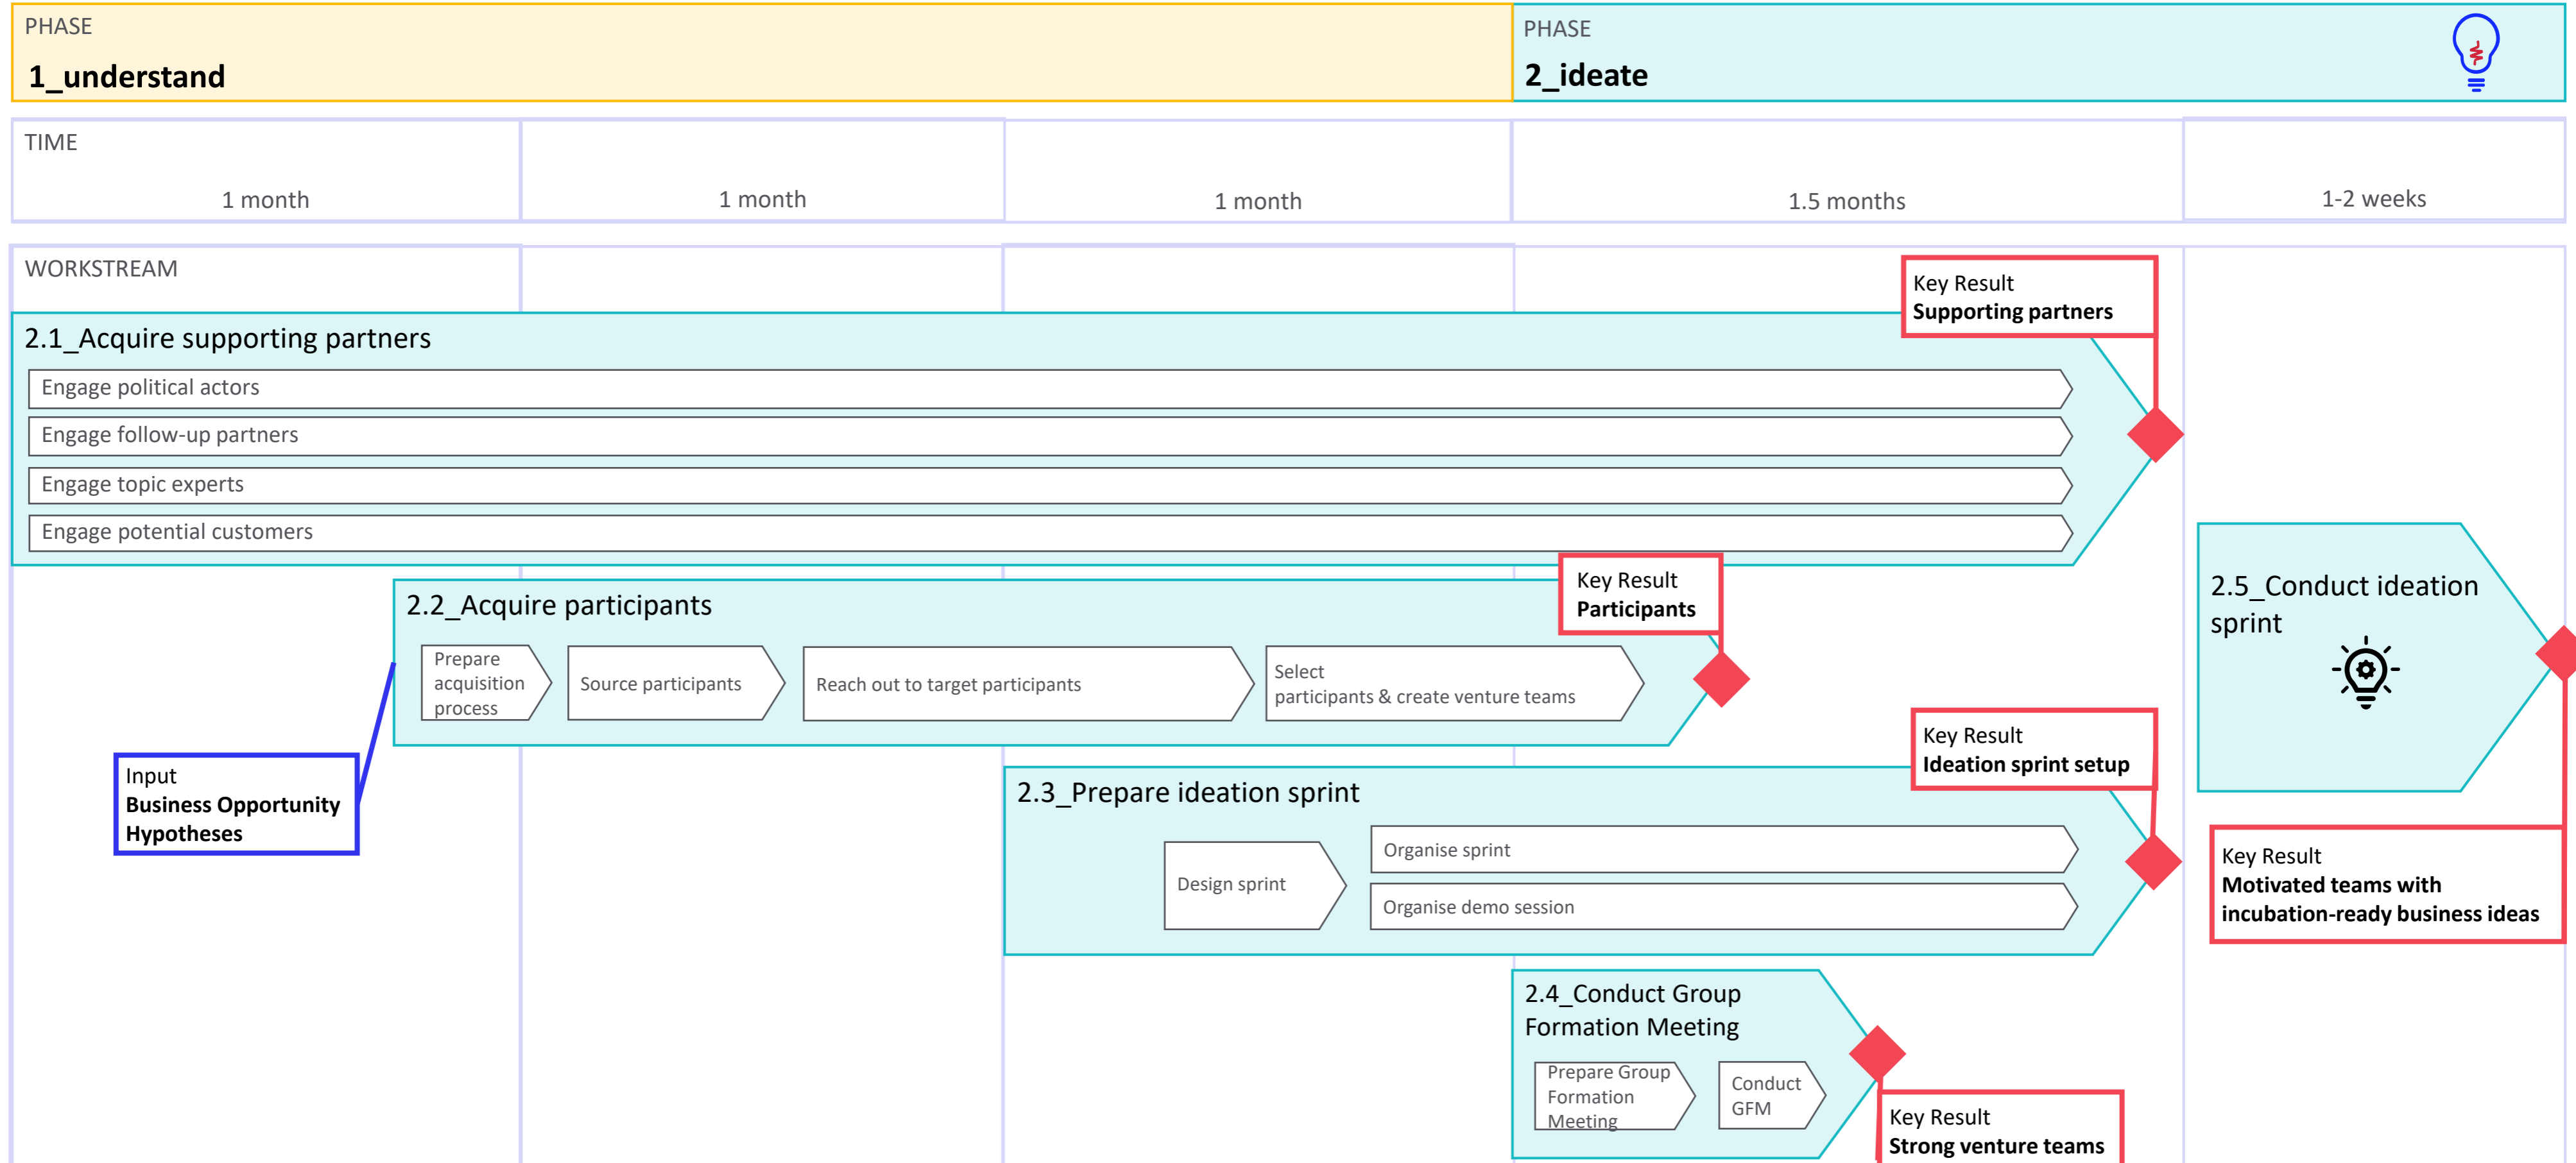 PHASE
1_understand
PHASE
2_ideate
TIME
1 month
1 month
1 month
1.5 months
1-2 weeks
WORKSTREAM
Key Result
Supporting partners
2.1_Acquire supporting partners
Engage political actors
Engage follow-up partners
Engage topic experts
Engage potential customers
Key Result
Participants
2.2_Acquire participants
Prepare
acquisition
process
Source participants
Reach out to target participants
Select
participants & create venture teams
2.5_Conduct ideation
sprint
Input
Business Opportunity
Hypotheses
Key Result
Ideation sprint setup
2.3_Prepare ideation sprint
Design sprint
Organise sprint
Organise demo session
Key Result
Motivated teams with
incubation-ready business ideas
2.4_Conduct Group
Formation Meeting
Prepare Group
Formation
Meeting
Conduct
GFM
Key Result
Strong venture teams